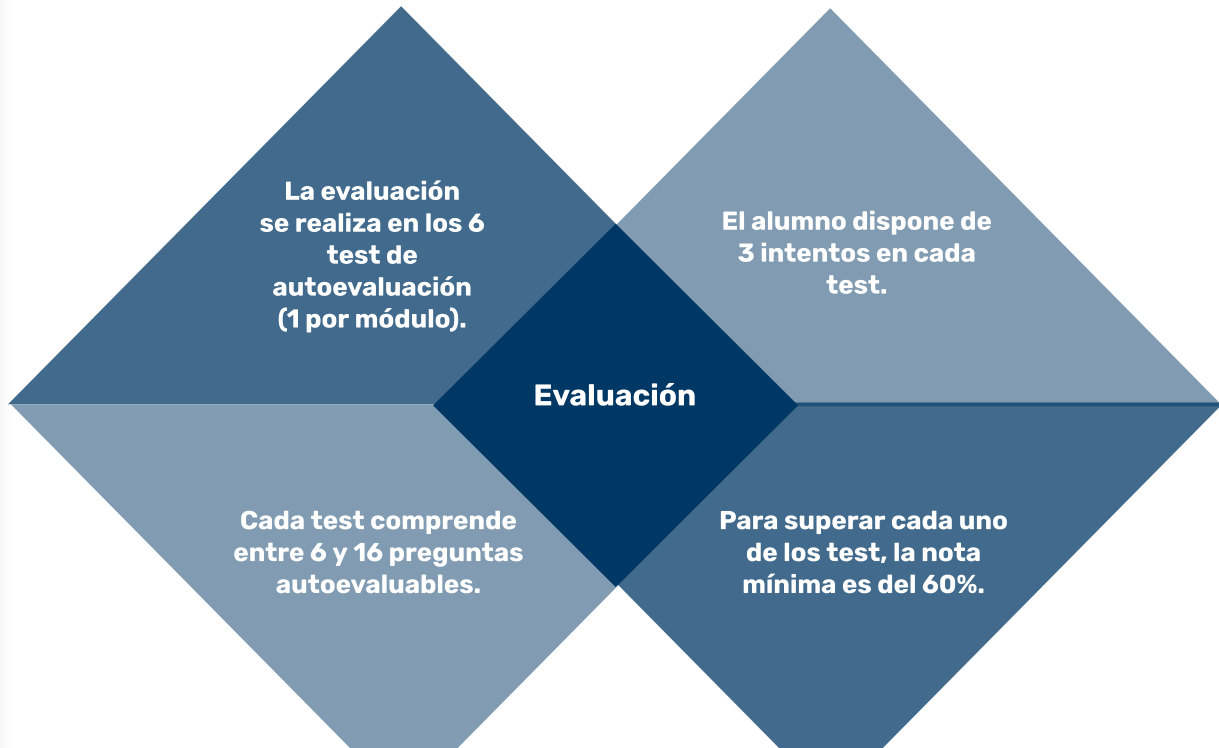 La evaluación
se realiza en los 6
test de
autoevaluación
(1 por módulo).
El alumno dispone de
3 intentos en cada
test.
Evaluación
Cada test comprende
entre 6 y 16 preguntas
autoevaluables.
Para superar cada uno
de los test, la nota
mínima es del 60%.